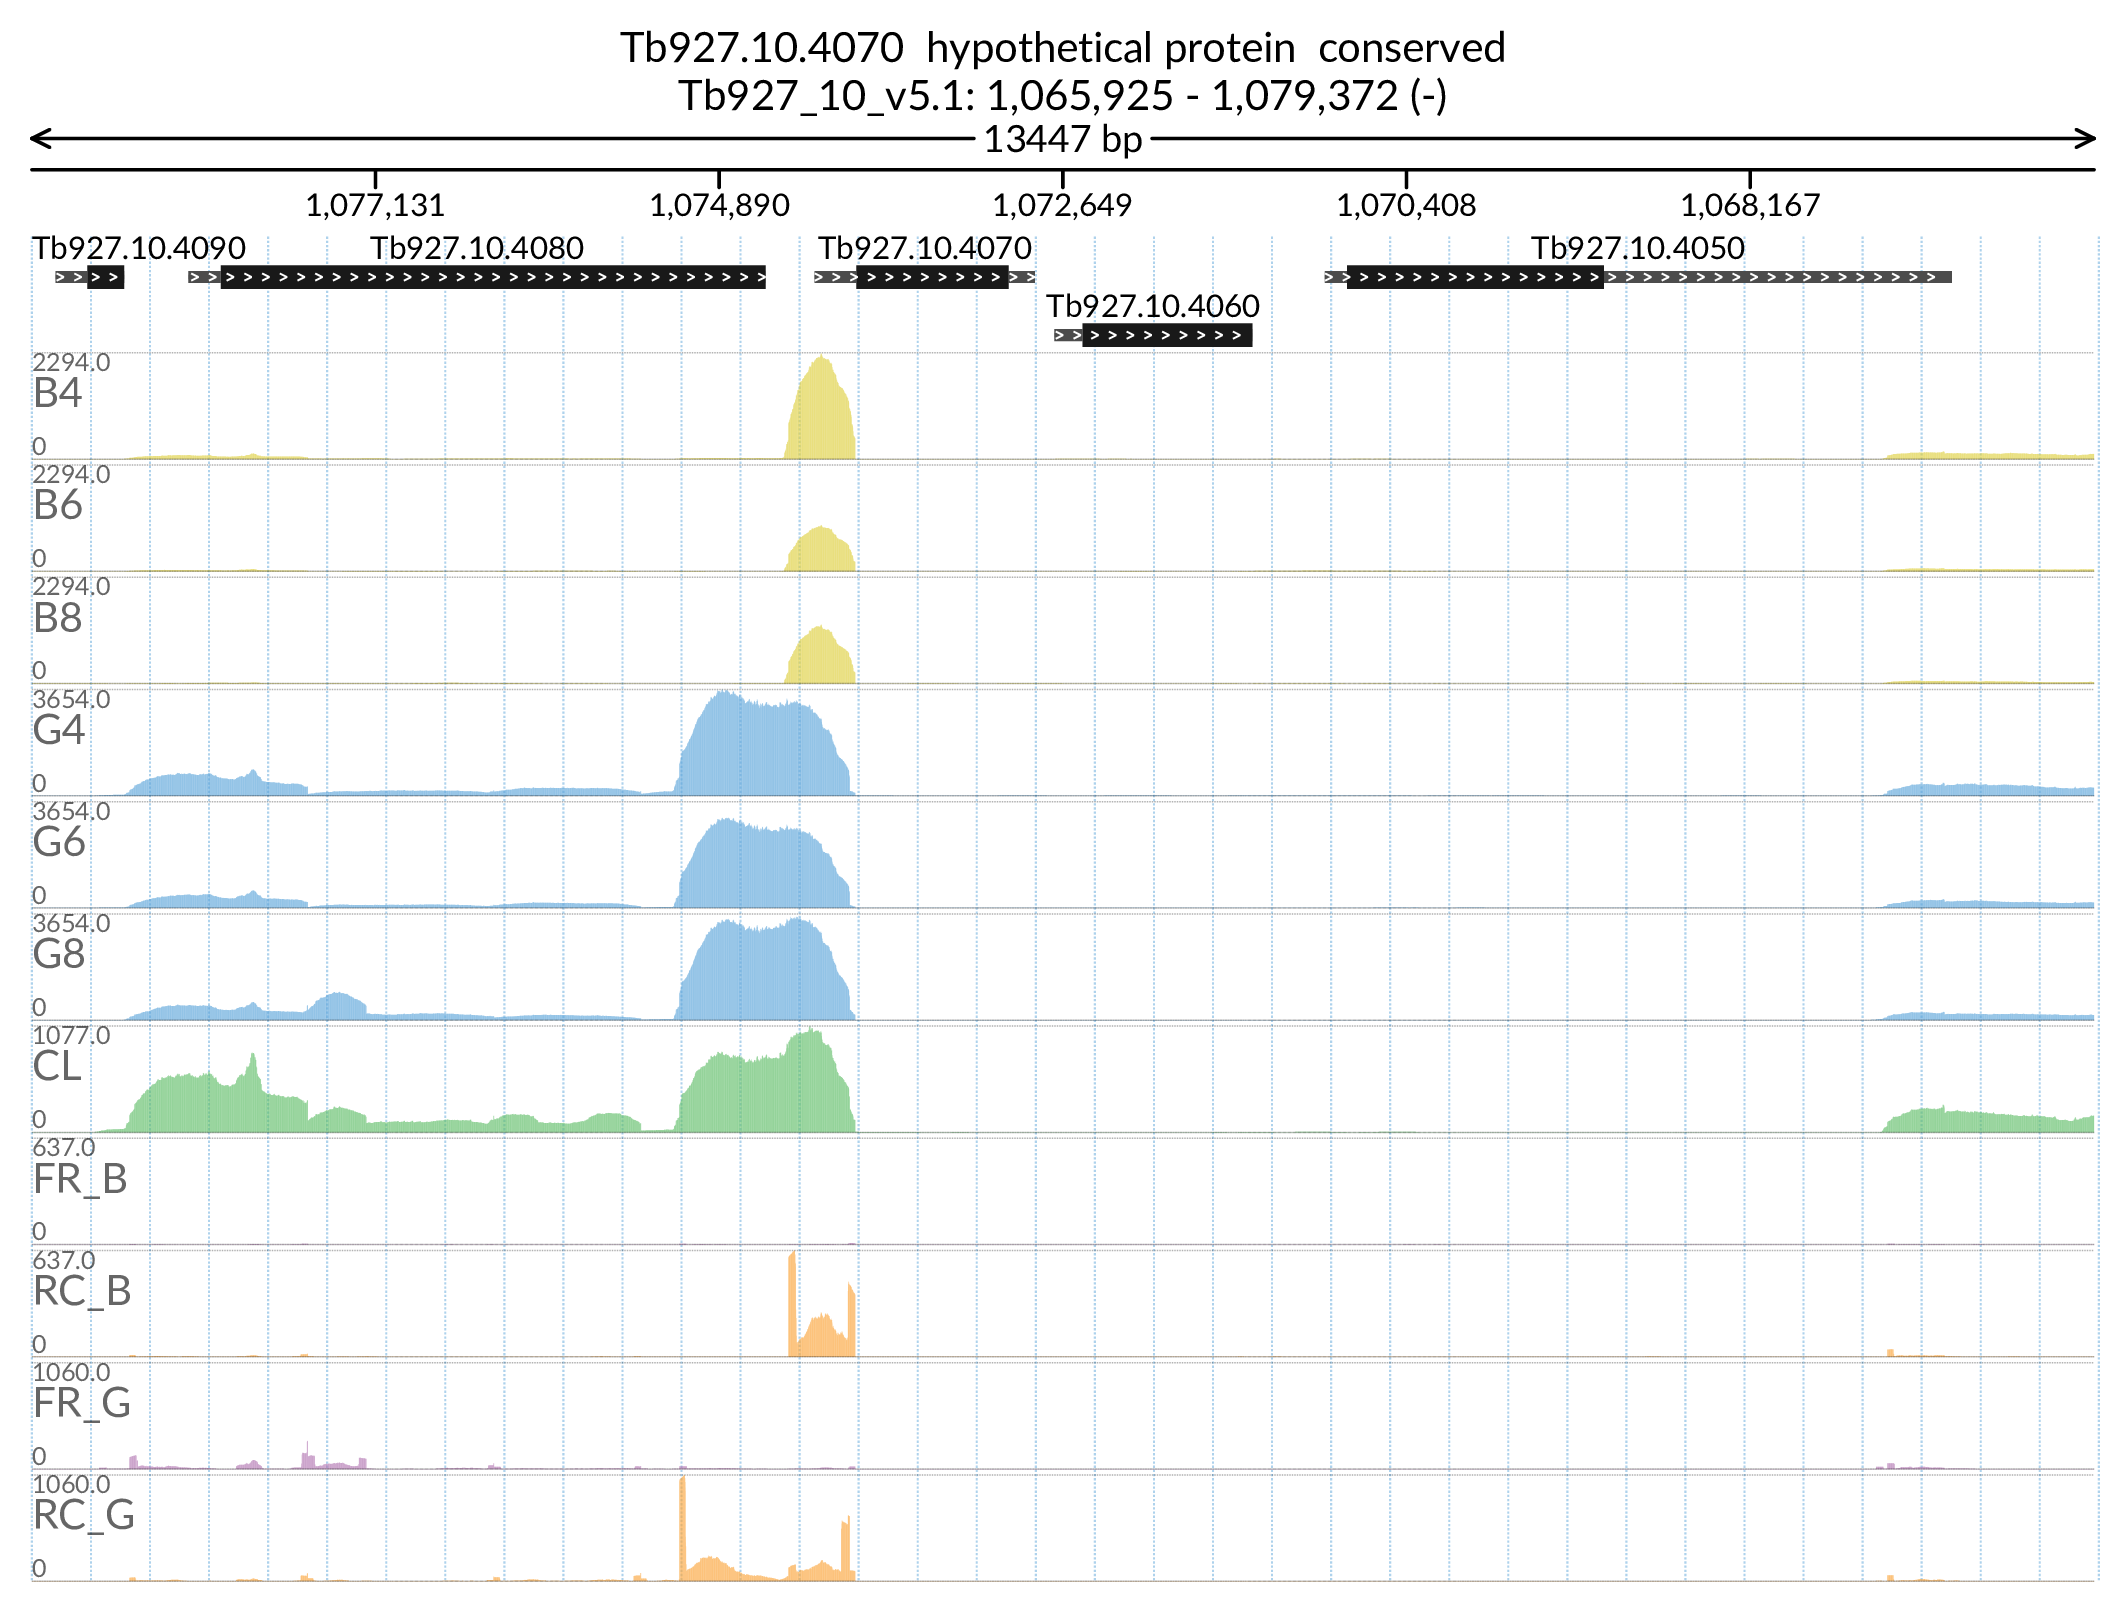 Tb927.10.4070  hypothetical protein  conserved
Tb927_10_v5.1: 1,065,925 - 1,079,372 (-)
13447 bp
1,077,131 1,074,890 1,072,649 1,070,408 1,068,167
Tb927.10.4090 Tb927.10.4080 Tb927.10.4070 Tb927.10.4050
Tb927.10.4060
2294.0
B4
0
2294.0
B6
0
2294.0
B8
0
3654.0
G4
0
3654.0
G6
0
3654.0
G8
0
1077.0
CL
0
637.0
FR_B
0
637.0
RC_B
0
1060.0
FR_G
0
1060.0
RC_G
0